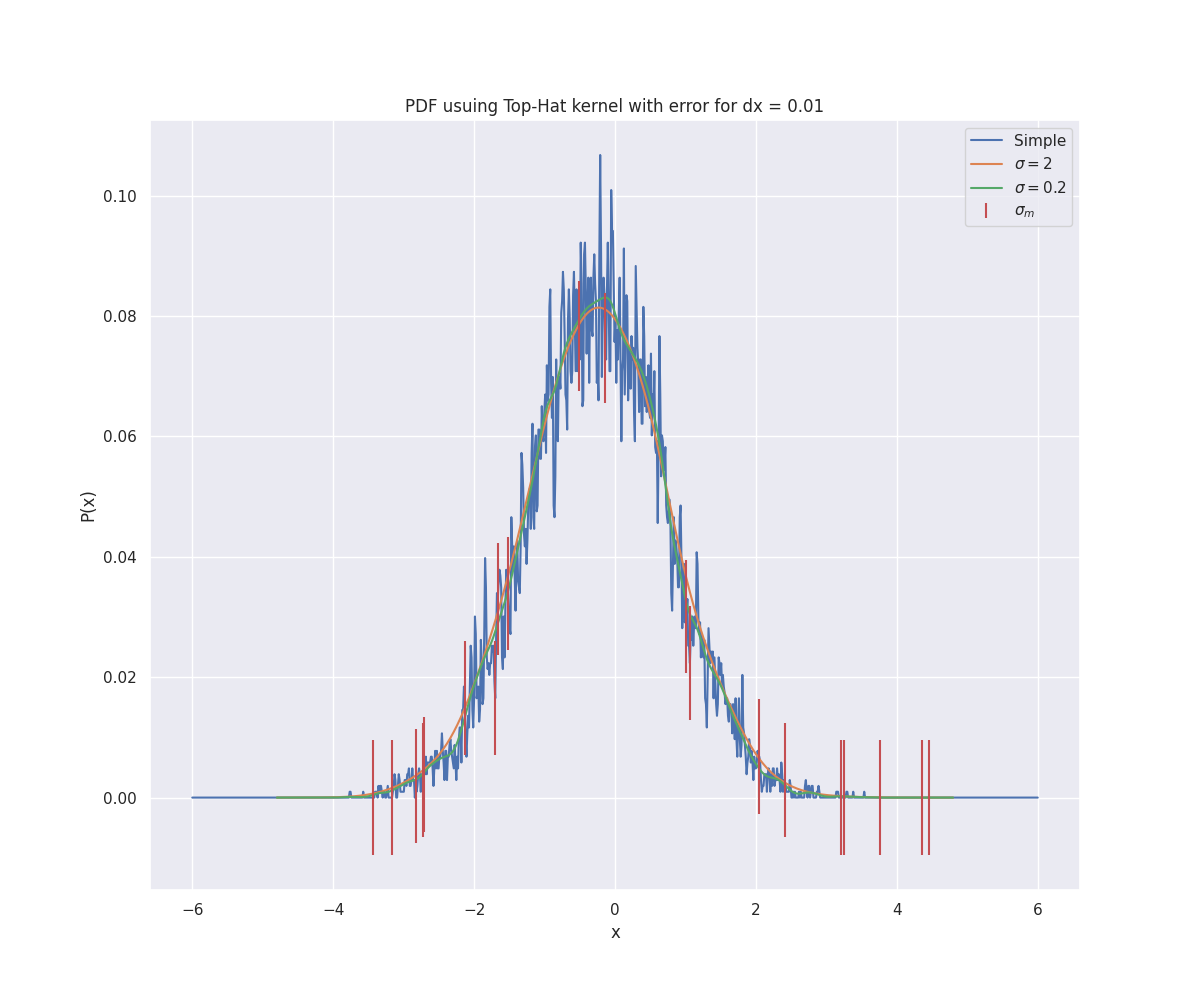 PDF usuing Top-Hat kernel with error for dx = 0.01
Simple
σ = 2
σ = 0.2
σₘ
P(x)
0.10
0.08
0.06
0.04
0.02
0.00
−6 −4 −2 0 2 4 6
x